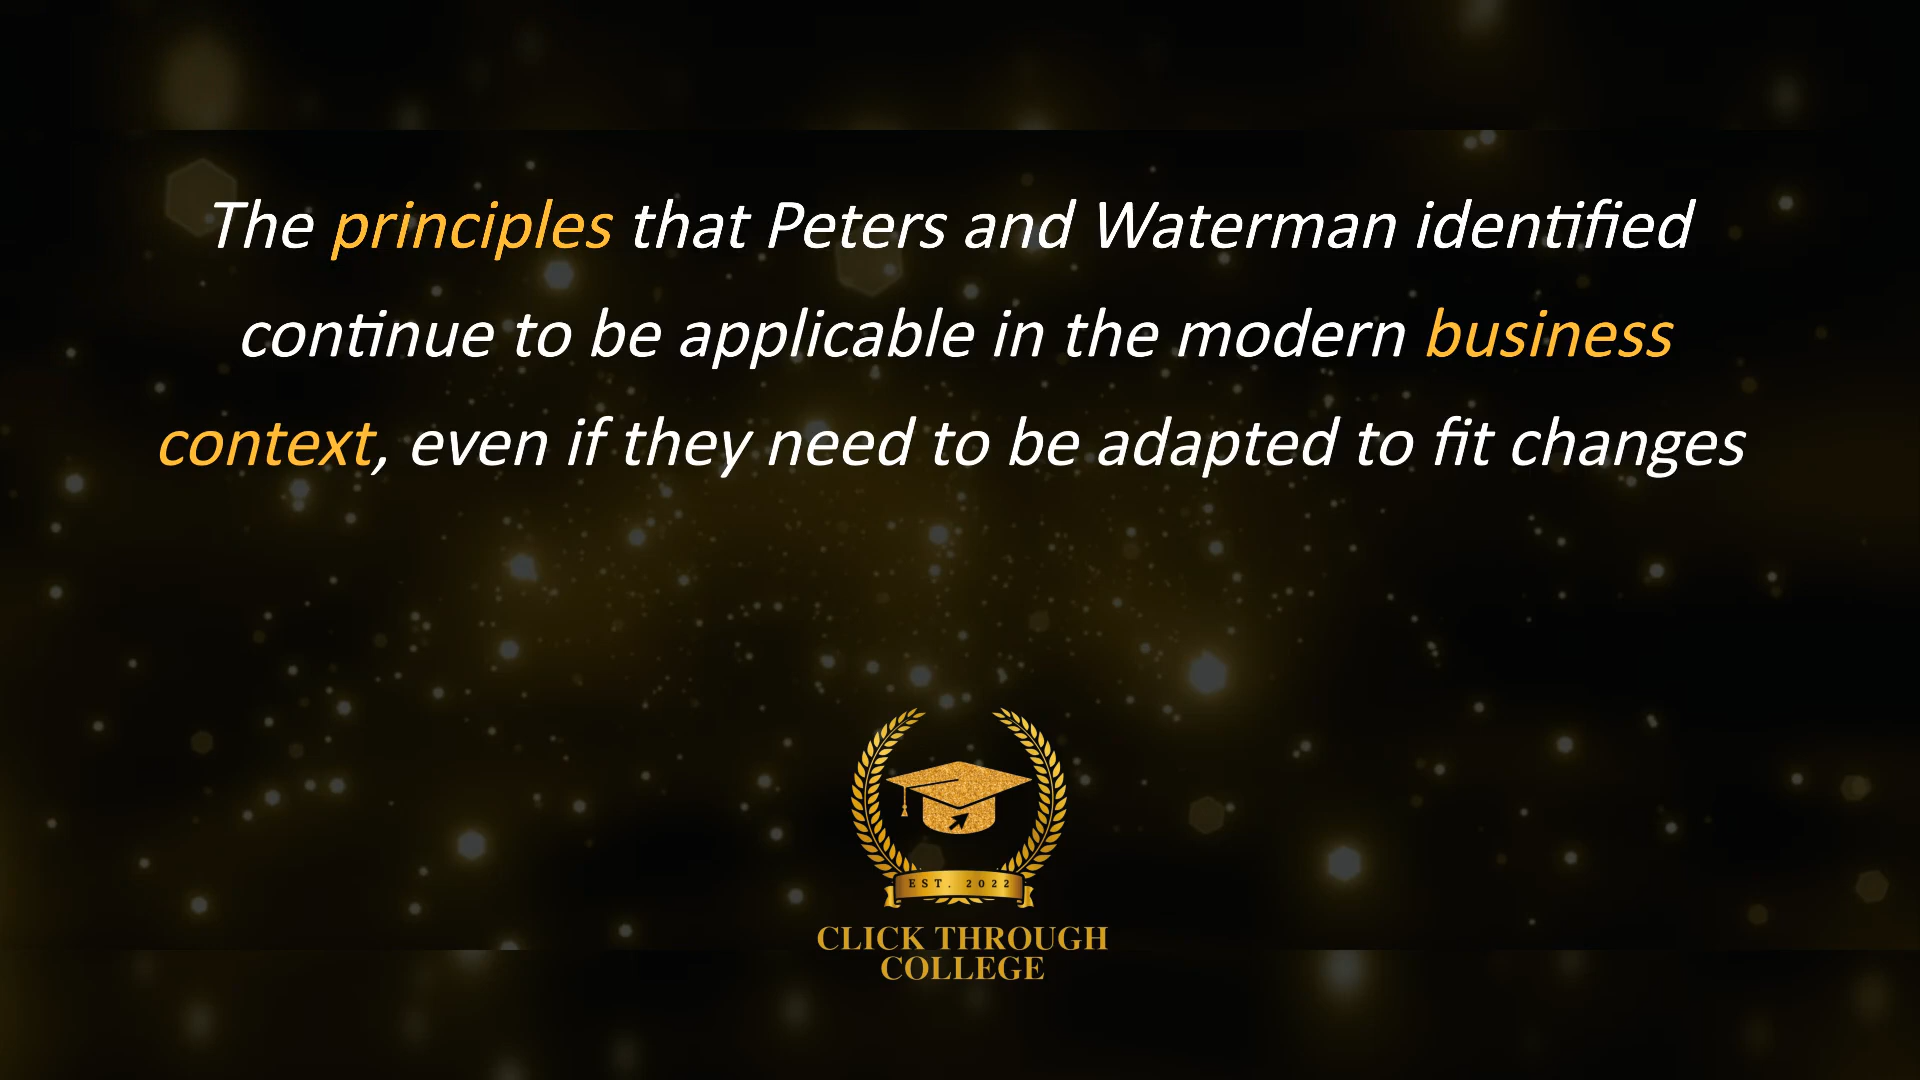 The principles that Peters and Waterman identified
continue to be applicable in the modern business
context, even if they need to be adapted to fit changes
EST. 2022
CLICK THROUGH
COLLEGE